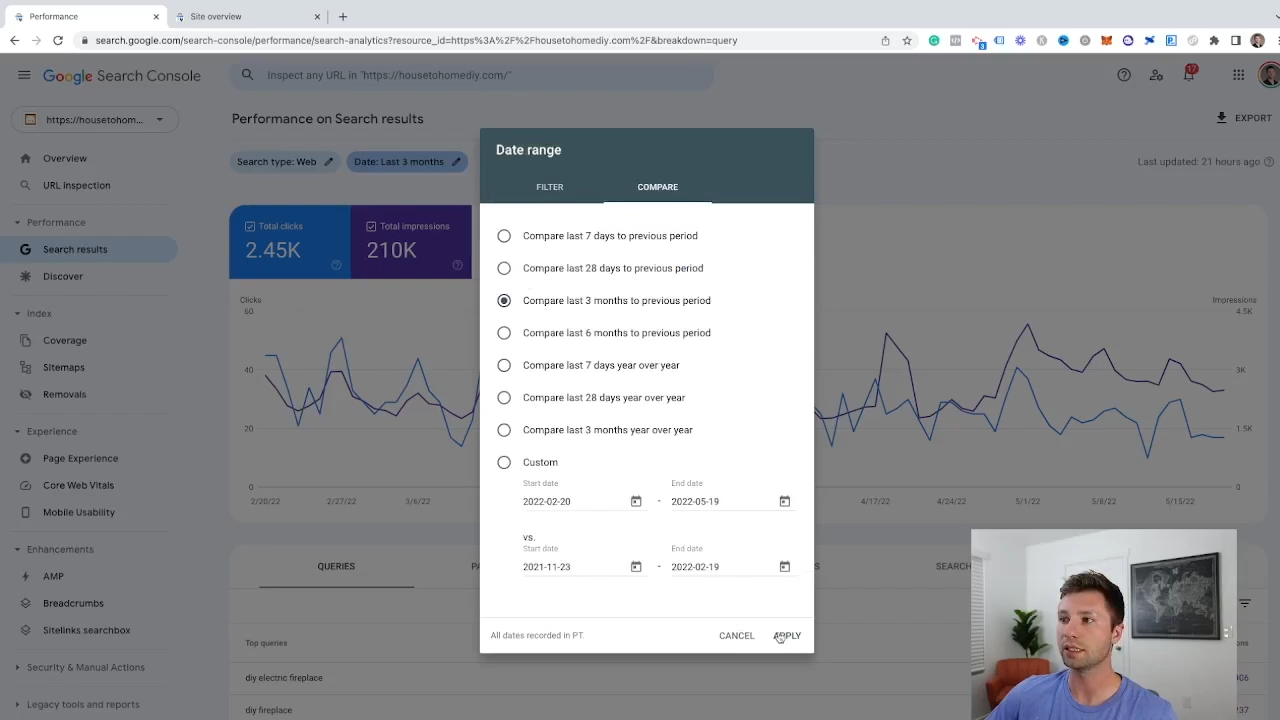 Performance
Site overview
search.google.com/search-console/performance/search-analytics?resource_id=https%3A%2F%2Fhousetohomediy.com%2F&breakdown=query
Google Search Console
Inspect any URL in "https://housetohomediy.com/"
17
https://housetohom...
Performance on Search results
EXPORT
Search type: Web
Date: Last 3 months
Last updated: 21 hours ago
Overview
URL inspection
Performance
Search results
Discover
Index
Coverage
Sitemaps
Removals
Experience
Page Experience
Core Web Vitals
Mobile Usability
Enhancements
AMP
Breadcrumbs
Sitelinks searchbox
Security & Manual Actions
Legacy tools and reports
Total clicks
2.45K
Total impressions
210K
Clicks
60
40
20
0
Impressions
4.5K
3K
1.5K
0
2/20/22
2/27/22
3/6/22
4/17/22
4/24/22
5/1/22
5/8/22
5/15/22
QUERIES
Top queries
diy electric fireplace
diy fireplace
Date range
FILTER
COMPARE
Compare last 7 days to previous period
Compare last 28 days to previous period
Compare last 3 months to previous period
Compare last 6 months to previous period
Compare last 7 days year over year
Compare last 28 days year over year
Compare last 3 months year over year
Custom
Start date
End date
2022-02-20
-
2022-05-19
vs.
Start date
End date
2021-11-23
-
2022-02-19
All dates recorded in PT.
CANCEL
APPLY